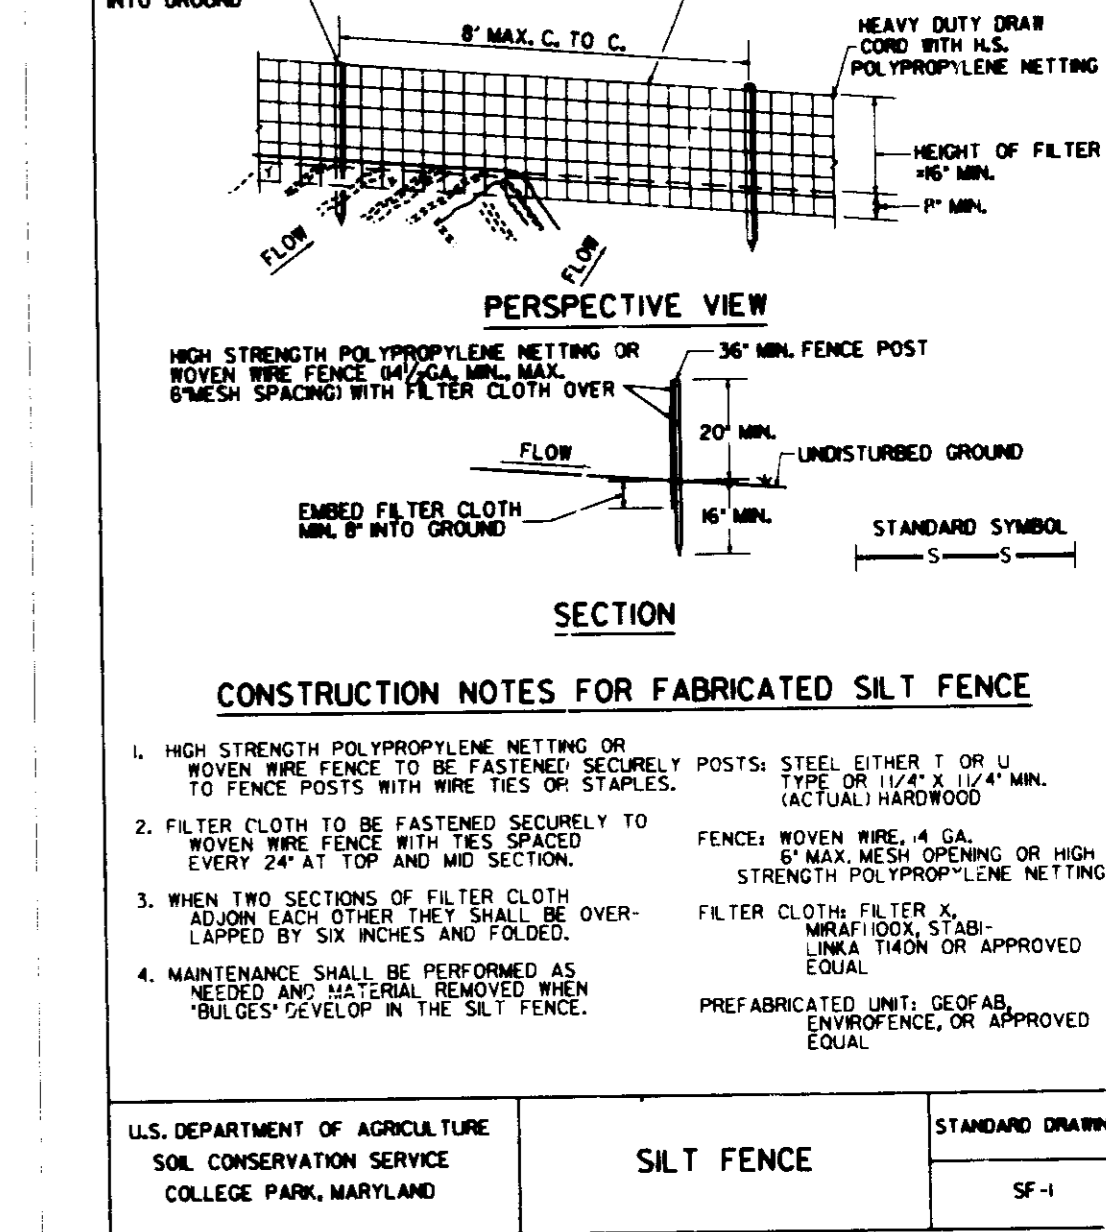 INTO GROUND
8' MAX. C. TO C.
HEAVY DUTY DRAW
CORD WITH H.S.
POLYPROPYLENE NETTING
HEIGHT OF FILTER
=16" MIN.
8" MIN.
FLOW
FLOW
PERSPECTIVE VIEW
HIGH STRENGTH POLYPROPYLENE NETTING OR
WOVEN WIRE FENCE (14 1/2 GA. MIN., MAX.
6" MESH SPACING) WITH FILTER CLOTH OVER
36" MIN. FENCE POST
20" MIN.
FLOW
UNDISTURBED GROUND
EMBED FILTER CLOTH
MIN. 8" INTO GROUND
16" MIN.
STANDARD SYMBOL
S S
SECTION
CONSTRUCTION NOTES FOR FABRICATED SILT FENCE
1. HIGH STRENGTH POLYPROPYLENE NETTING OR
WOVEN WIRE FENCE TO BE FASTENED SECURELY
TO FENCE POSTS WITH WIRE TIES OR STAPLES.
2. FILTER CLOTH TO BE FASTENED SECURELY TO
WOVEN WIRE FENCE WITH TIES SPACED
EVERY 24" AT TOP AND MID SECTION.
3. WHEN TWO SECTIONS OF FILTER CLOTH
ADJOIN EACH OTHER THEY SHALL BE OVER-
LAPPED BY SIX INCHES AND FOLDED.
4. MAINTENANCE SHALL BE PERFORMED AS
NEEDED AND MATERIAL REMOVED WHEN
"BULGES" DEVELOP IN THE SILT FENCE.
POSTS: STEEL EITHER T OR U
TYPE OR 1 1/4" X 1 1/4" MIN.
(ACTUAL) HARDWOOD
FENCE: WOVEN WIRE, 14 GA.
6" MAX. MESH OPENING OR HIGH
STRENGTH POLYPROPYLENE NETTING
FILTER CLOTH: FILTER X,
MIRAFI 100X, STABI-
LINKA T140N OR APPROVED
EQUAL
PREFABRICATED UNIT: GEOFAB,
ENVIROFENCE, OR APPROVED
EQUAL
U.S. DEPARTMENT OF AGRICULTURE
SOIL CONSERVATION SERVICE
COLLEGE PARK, MARYLAND
SILT FENCE
STANDARD DRAWIN
SF-1